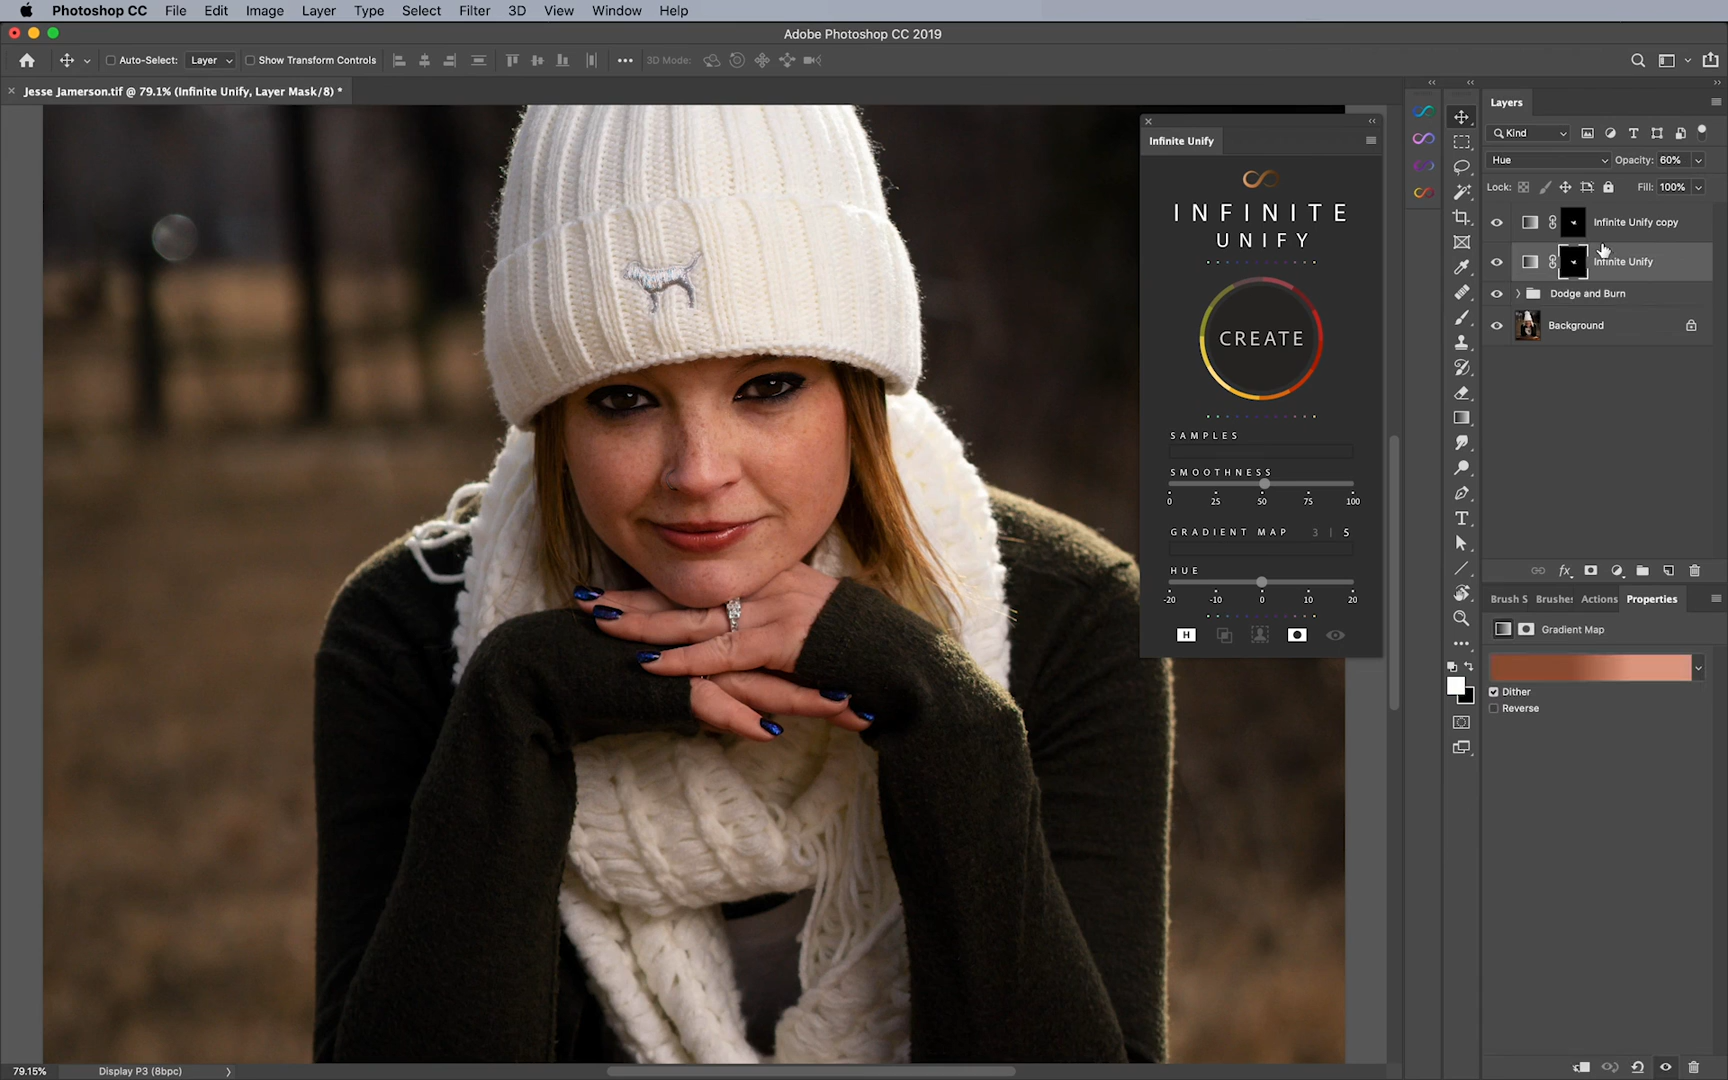 Photoshop CC File Edit Image Layer Type Select Filter 3D View Window Help
Adobe Photoshop CC 2019
Auto-Select: Layer Show Transform Controls 3D Mode:
Jesse Jamerson.tif @ 79.1% (Infinite Unify, Layer Mask/8) *
Infinite Unify
INFINITE
UNIFY
CREATE
SAMPLES
SMOOTHNESS
0 25 50 75 100
GRADIENT MAP 3 | 5
HUE
-20 -10 0 10 20
H
Layers
Kind
Hue Opacity: 60%
Lock: Fill: 100%
Infinite Unify copy
Infinite Unify
Dodge and Burn
Background
fx
Brush S Brushes Actions Properties
Gradient Map
Dither
Reverse
79.15% Display P3 (8bpc)